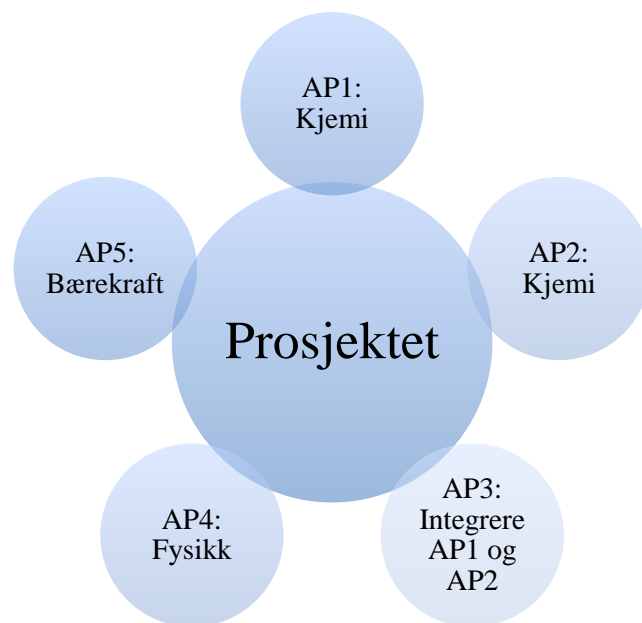 AP1:
Kjemi
AP5:
Bærekraft
AP2:
Kjemi
Prosjektet
AP4:
Fysikk
AP3:
Integrere
AP1 og
AP2